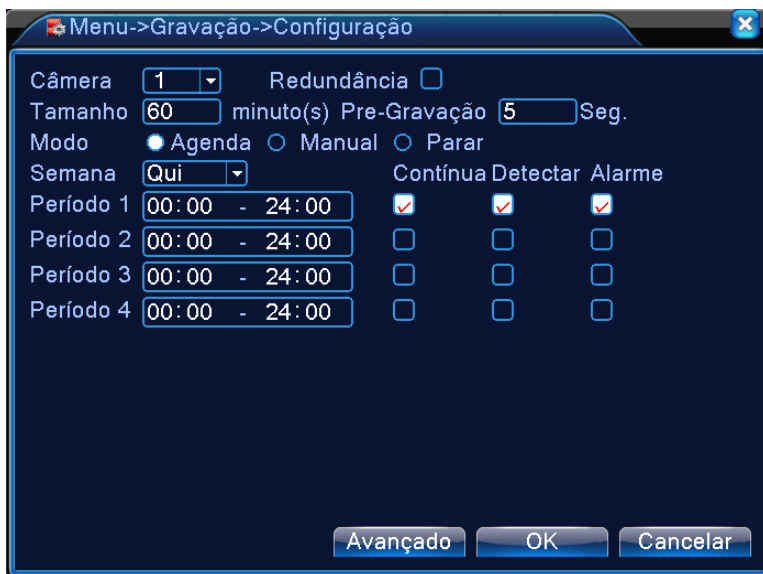 Menu->Gravação->Configuração
Câmera 1 Redundância
Tamanho 60 minuto(s) Pre-Gravação 5 Seg.
Modo Agenda Manual Parar
Semana Qui Contínua Detectar Alarme
Período 1 00:00 - 24:00
Período 2 00:00 - 24:00
Período 3 00:00 - 24:00
Período 4 00:00 - 24:00
Avançado OK Cancelar